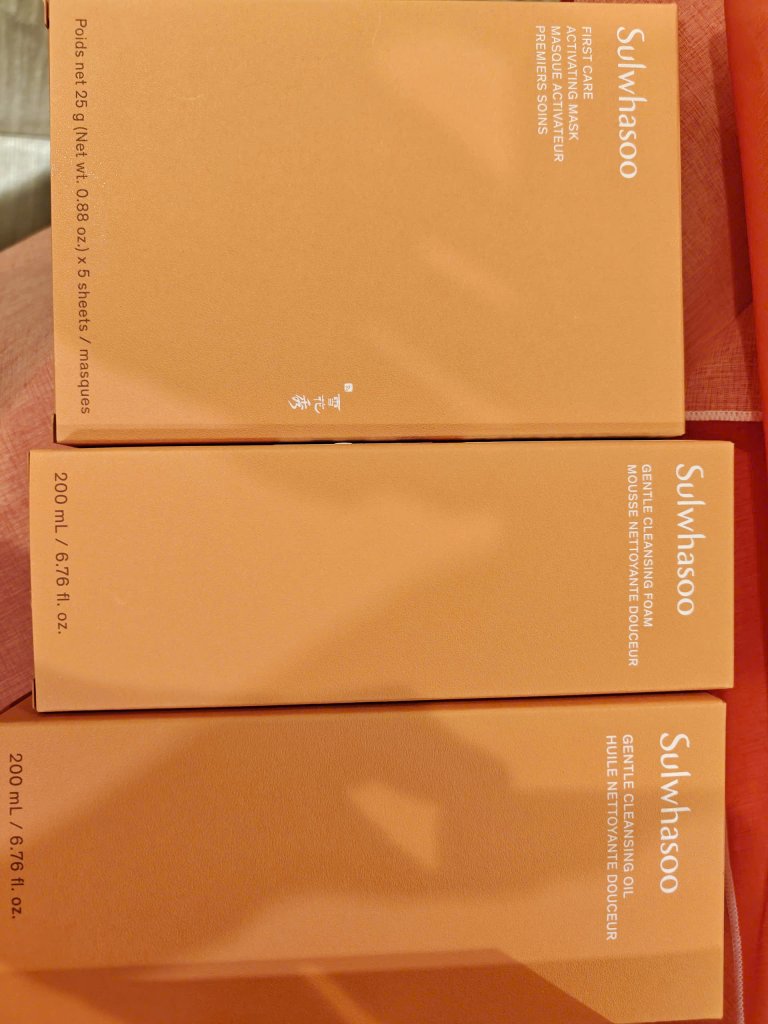 Sulwhasoo
FIRST CARE
ACTIVATING MASK
MASQUE ACTIVATEUR
PREMIERS SOINS
雪花秀
Poids net 25 g (Net wt. 0.88 oz.) x 5 sheets / masques
Sulwhasoo
GENTLE CLEANSING FOAM
MOUSSE NETTOYANTE DOUCEUR
200 mL / 6.76 fl. oz.
Sulwhasoo
GENTLE CLEANSING OIL
HUILE NETTOYANTE DOUCEUR
200 mL / 6.76 fl. oz.